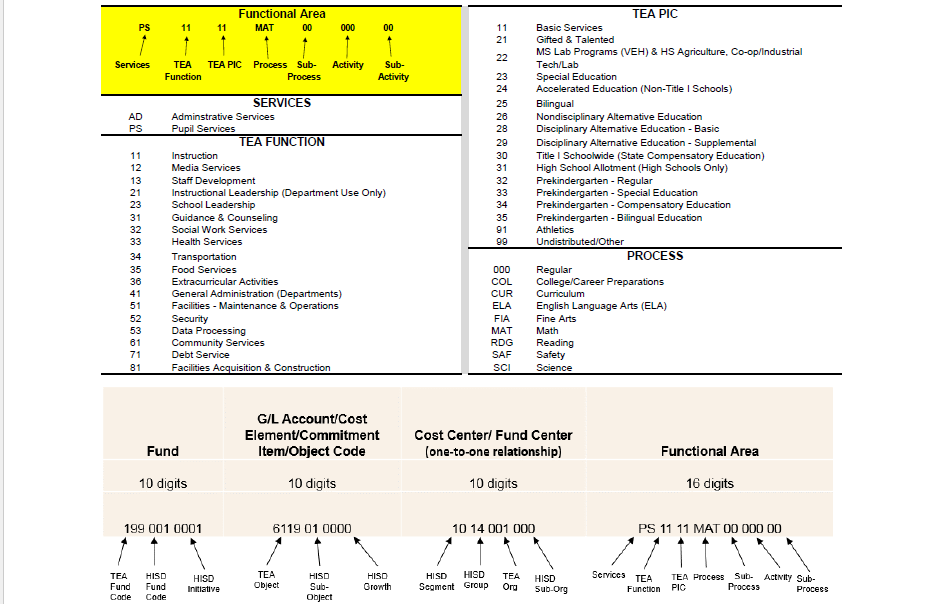 Functional Area
PS 11 11 MAT 00 000 00
Services TEA Function TEA PIC Process Sub-Process Activity Sub-Activity
SERVICES
AD Adminstrative Services
PS Pupil Services
TEA FUNCTION
11 Instruction
12 Media Services
13 Staff Development
21 Instructional Leadership (Department Use Only)
23 School Leadership
31 Guidance & Counseling
32 Social Work Services
33 Health Services
34 Transportation
35 Food Services
36 Extracurricular Activities
41 General Administration (Departments)
51 Facilities - Maintenance & Operations
52 Security
53 Data Processing
61 Community Services
71 Debt Service
81 Facilities Acquisition & Construction
TEA PIC
11 Basic Services
21 Gifted & Talented
22 MS Lab Programs (VEH) & HS Agriculture, Co-op/Industrial
Tech/Lab
23 Special Education
24 Accelerated Education (Non-Title I Schools)
25 Bilingual
26 Nondisciplinary Alternative Education
28 Disciplinary Alternative Education - Basic
29 Disciplinary Alternative Education - Supplemental
30 Title I Schoolwide (State Compensatory Education)
31 High School Allotment (High Schools Only)
32 Prekindergarten - Regular
33 Prekindergarten - Special Education
34 Prekindergarten - Compensatory Education
35 Prekindergarten - Bilingual Education
91 Athletics
99 Undistributed/Other
PROCESS
000 Regular
COL College/Career Preparations
CUR Curriculum
ELA English Language Arts (ELA)
FIA Fine Arts
MAT Math
RDG Reading
SAF Safety
SCI Science
Fund
G/L Account/Cost
Element/Commitment
Item/Object Code
Cost Center/ Fund Center
(one-to-one relationship)
Functional Area
10 digits 10 digits 10 digits 16 digits
199 001 0001 6119 01 0000 10 14 001 000 PS 11 11 MAT 00 000 00
TEA Fund Code
HISD Fund Code
HISD Initiative
TEA Object
HISD Sub-Object
HISD Growth
HISD Segment
HISD Group
TEA Org
HISD Sub-Org
Services
TEA Function
TEA PIC
Process
Sub-Process
Activity
Sub-Process